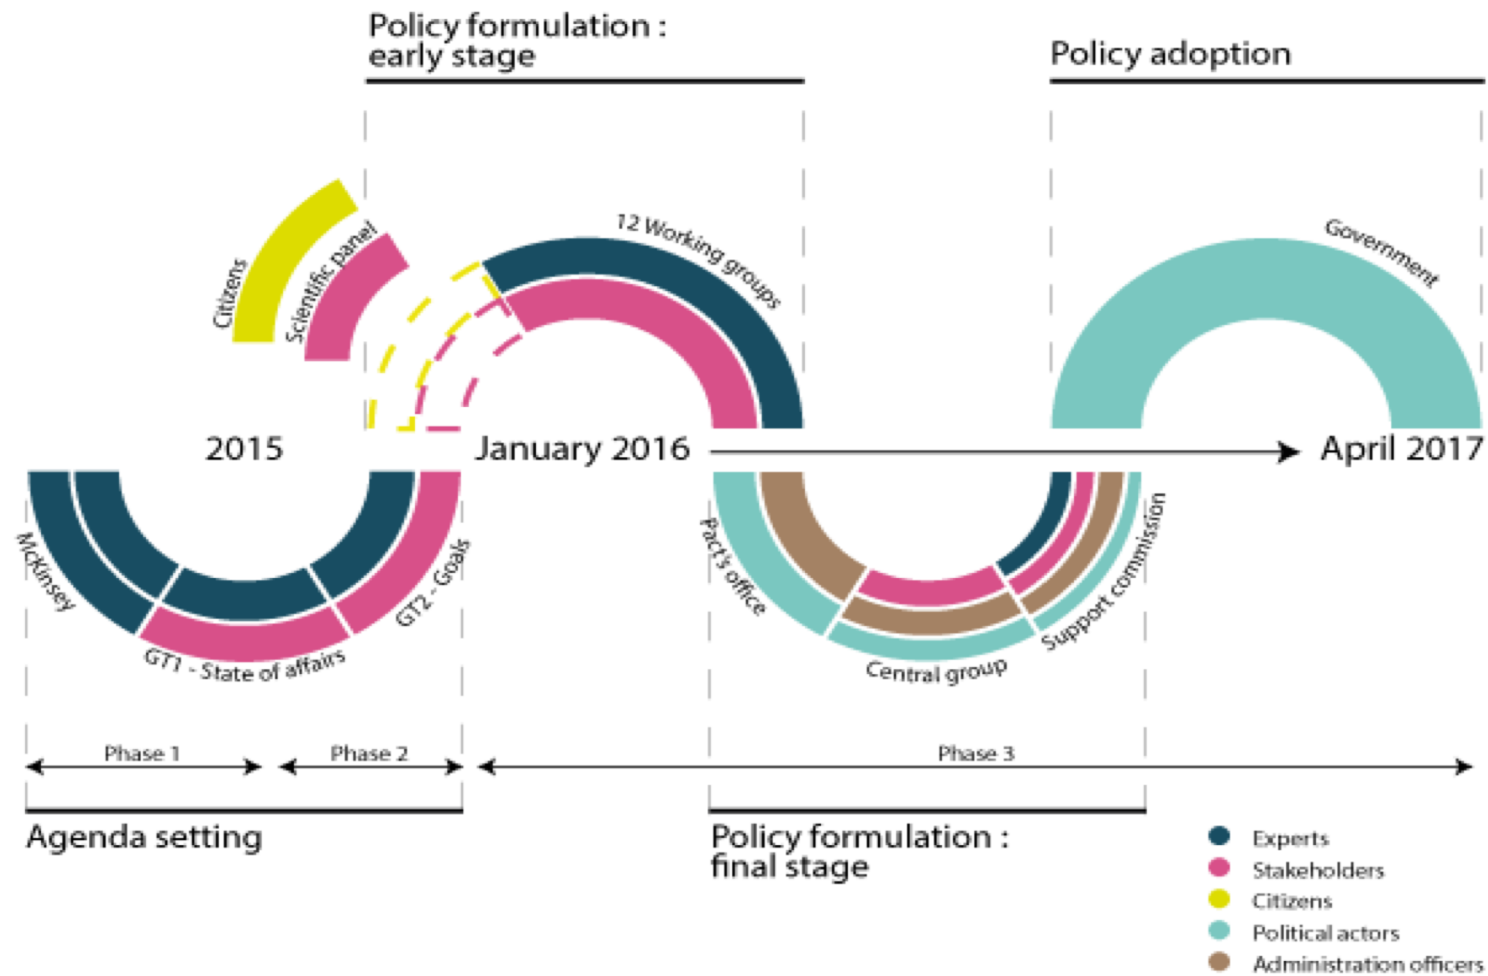 Policy formulation :
early stage
Policy adoption
Citizens
Scientific panel
12 Working groups
Government
2015
January 2016
April 2017
McKinsey
GT1 - State of affairs
GT2 - Goals
Pact's office
Central group
Support commission
Phase 1
Phase 2
Phase 3
Agenda setting
Policy formulation :
final stage
Experts
Stakeholders
Citizens
Political actors
Administration officers